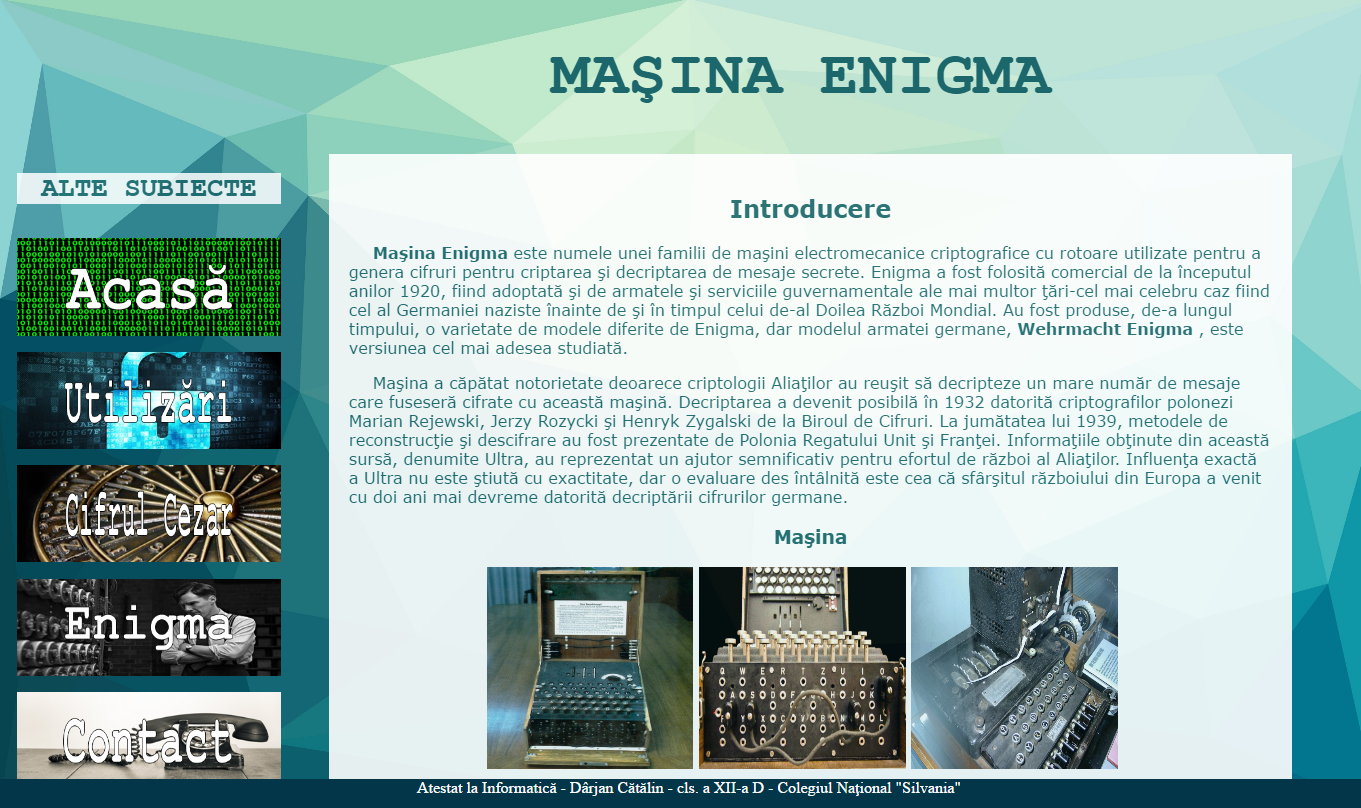 MAŞINA ENIGMA
ALTE SUBIECTE
Acasă
Utilizări
Cifrul Cezar
Enigma
Contact
Introducere
Maşina Enigma este numele unei familii de maşini electromecanice criptografice cu rotoare utilizate pentru a
genera cifruri pentru criptarea şi decriptarea de mesaje secrete. Enigma a fost folosită comercial de la începutul
anilor 1920, fiind adoptată şi de armatele şi serviciile guvernamentale ale mai multor ţări-cel mai celebru caz fiind
cel al Germaniei naziste înainte de şi în timpul celui de-al Doilea Război Mondial. Au fost produse, de-a lungul
timpului, o varietate de modele diferite de Enigma, dar modelul armatei germane, Wehrmacht Enigma , este
versiunea cel mai adesea studiată.
Maşina a căpătat notorietate deoarece criptologii Aliaţilor au reuşit să decripteze un mare număr de mesaje
care fuseseră cifrate cu această maşină. Decriptarea a devenit posibilă în 1932 datorită criptografilor polonezi
Marian Rejewski, Jerzy Rozycki şi Henryk Zygalski de la Biroul de Cifruri. La jumătatea lui 1939, metodele de
reconstrucţie şi descifrare au fost prezentate de Polonia Regatului Unit şi Franţei. Informaţiile obţinute din această
sursă, denumite Ultra, au reprezentat un ajutor semnificativ pentru efortul de război al Aliaţilor. Influenţa exactă
a Ultra nu este ştiută cu exactitate, dar o evaluare des întâlnită este cea că sfârşitul războiului din Europa a venit
cu doi ani mai devreme datorită decriptării cifrurilor germane.
Maşina
Atestat la Informatică - Dârjan Cătălin - cls. a XII-a D - Colegiul Naţional "Silvania"